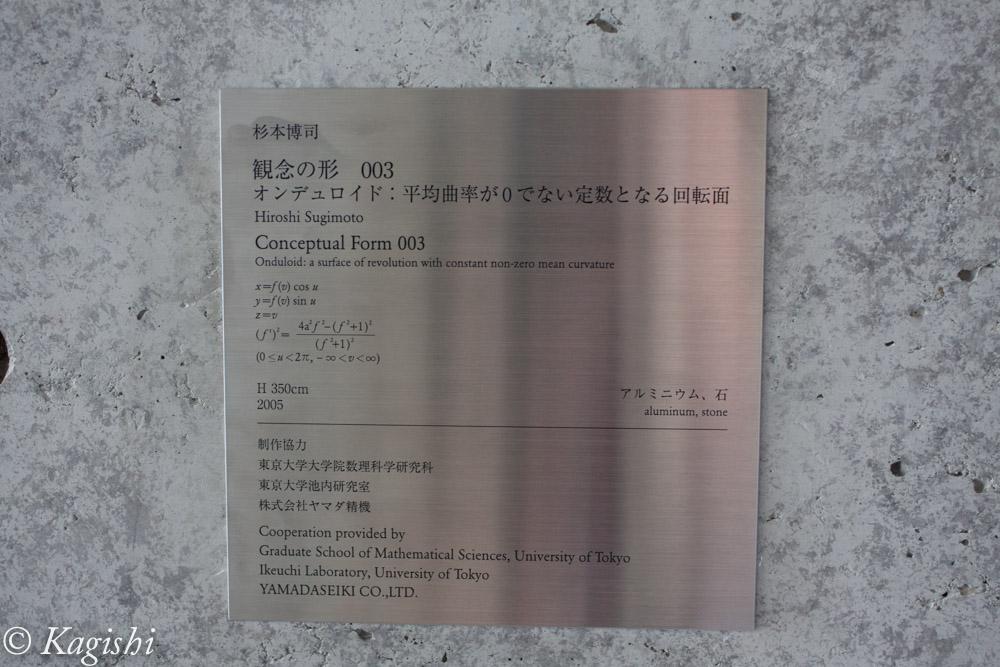 杉本博司
観念の形　003
オンデュロイド：平均曲率が0でない定数となる回転面
Hiroshi Sugimoto
Conceptual Form 003
Onduloid: a surface of revolution with constant non-zero mean curvature
x=f(v) cos u
y=f(v) sin u
z=v
(f')²= 4a²f²−(f²+1)² / (f²+1)²
(0≤u<2π, −∞<v<∞)
H 350cm
2005
アルミニウム、石
aluminum, stone
制作協力
東京大学大学院数理科学研究科
東京大学池内研究室
株式会社ヤマダ精機
Cooperation provided by
Graduate School of Mathematical Sciences, University of Tokyo
Ikeuchi Laboratory, University of Tokyo
YAMADASEIKI CO.,LTD.
© Kagishi